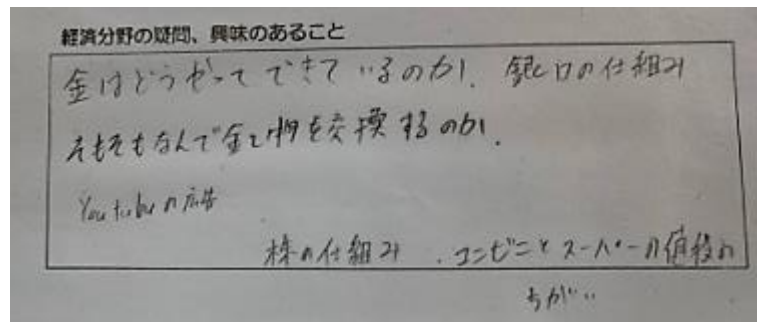 経済分野の疑問、興味のあること
金はどうやってできているのか、銀口の仕組み
そもそもなんで金と物を交換するのか、
Youtubeの広告
株の仕組み、コンビニとスーパーの値段の
ちがい